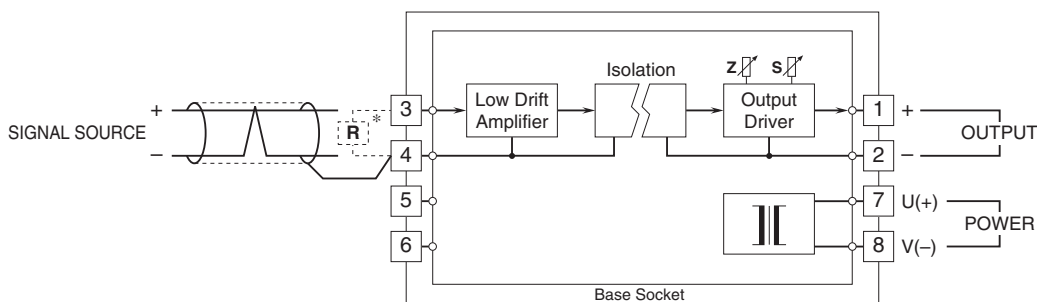 SIGNAL SOURCE
+
–
R
*
3
4
5
6
Low Drift
Amplifier
Isolation
Z
S
Output
Driver
1
+
2
–
OUTPUT
7
U(+)
8
V(–)
POWER
Base Socket